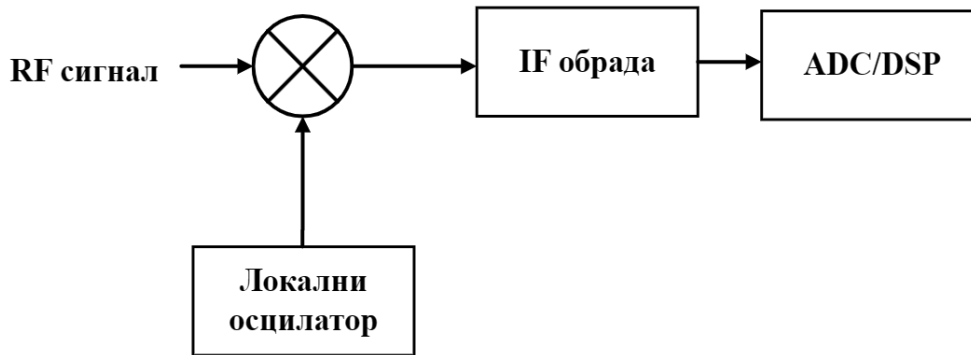 RF сигнал
IF обрада
ADC/DSP
Локални
осцилатор